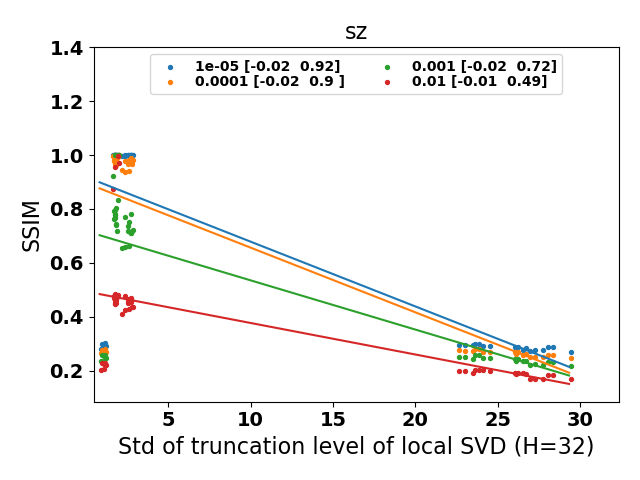 sz
1.4
1.2
1.0
0.8
0.6
0.4
0.2
SSIM
1e-05 [-0.02  0.92]
0.0001 [-0.02  0.9 ]
0.001 [-0.02  0.72]
0.01 [-0.01  0.49]
5 10 15 20 25 30
Std of truncation level of local SVD (H=32)